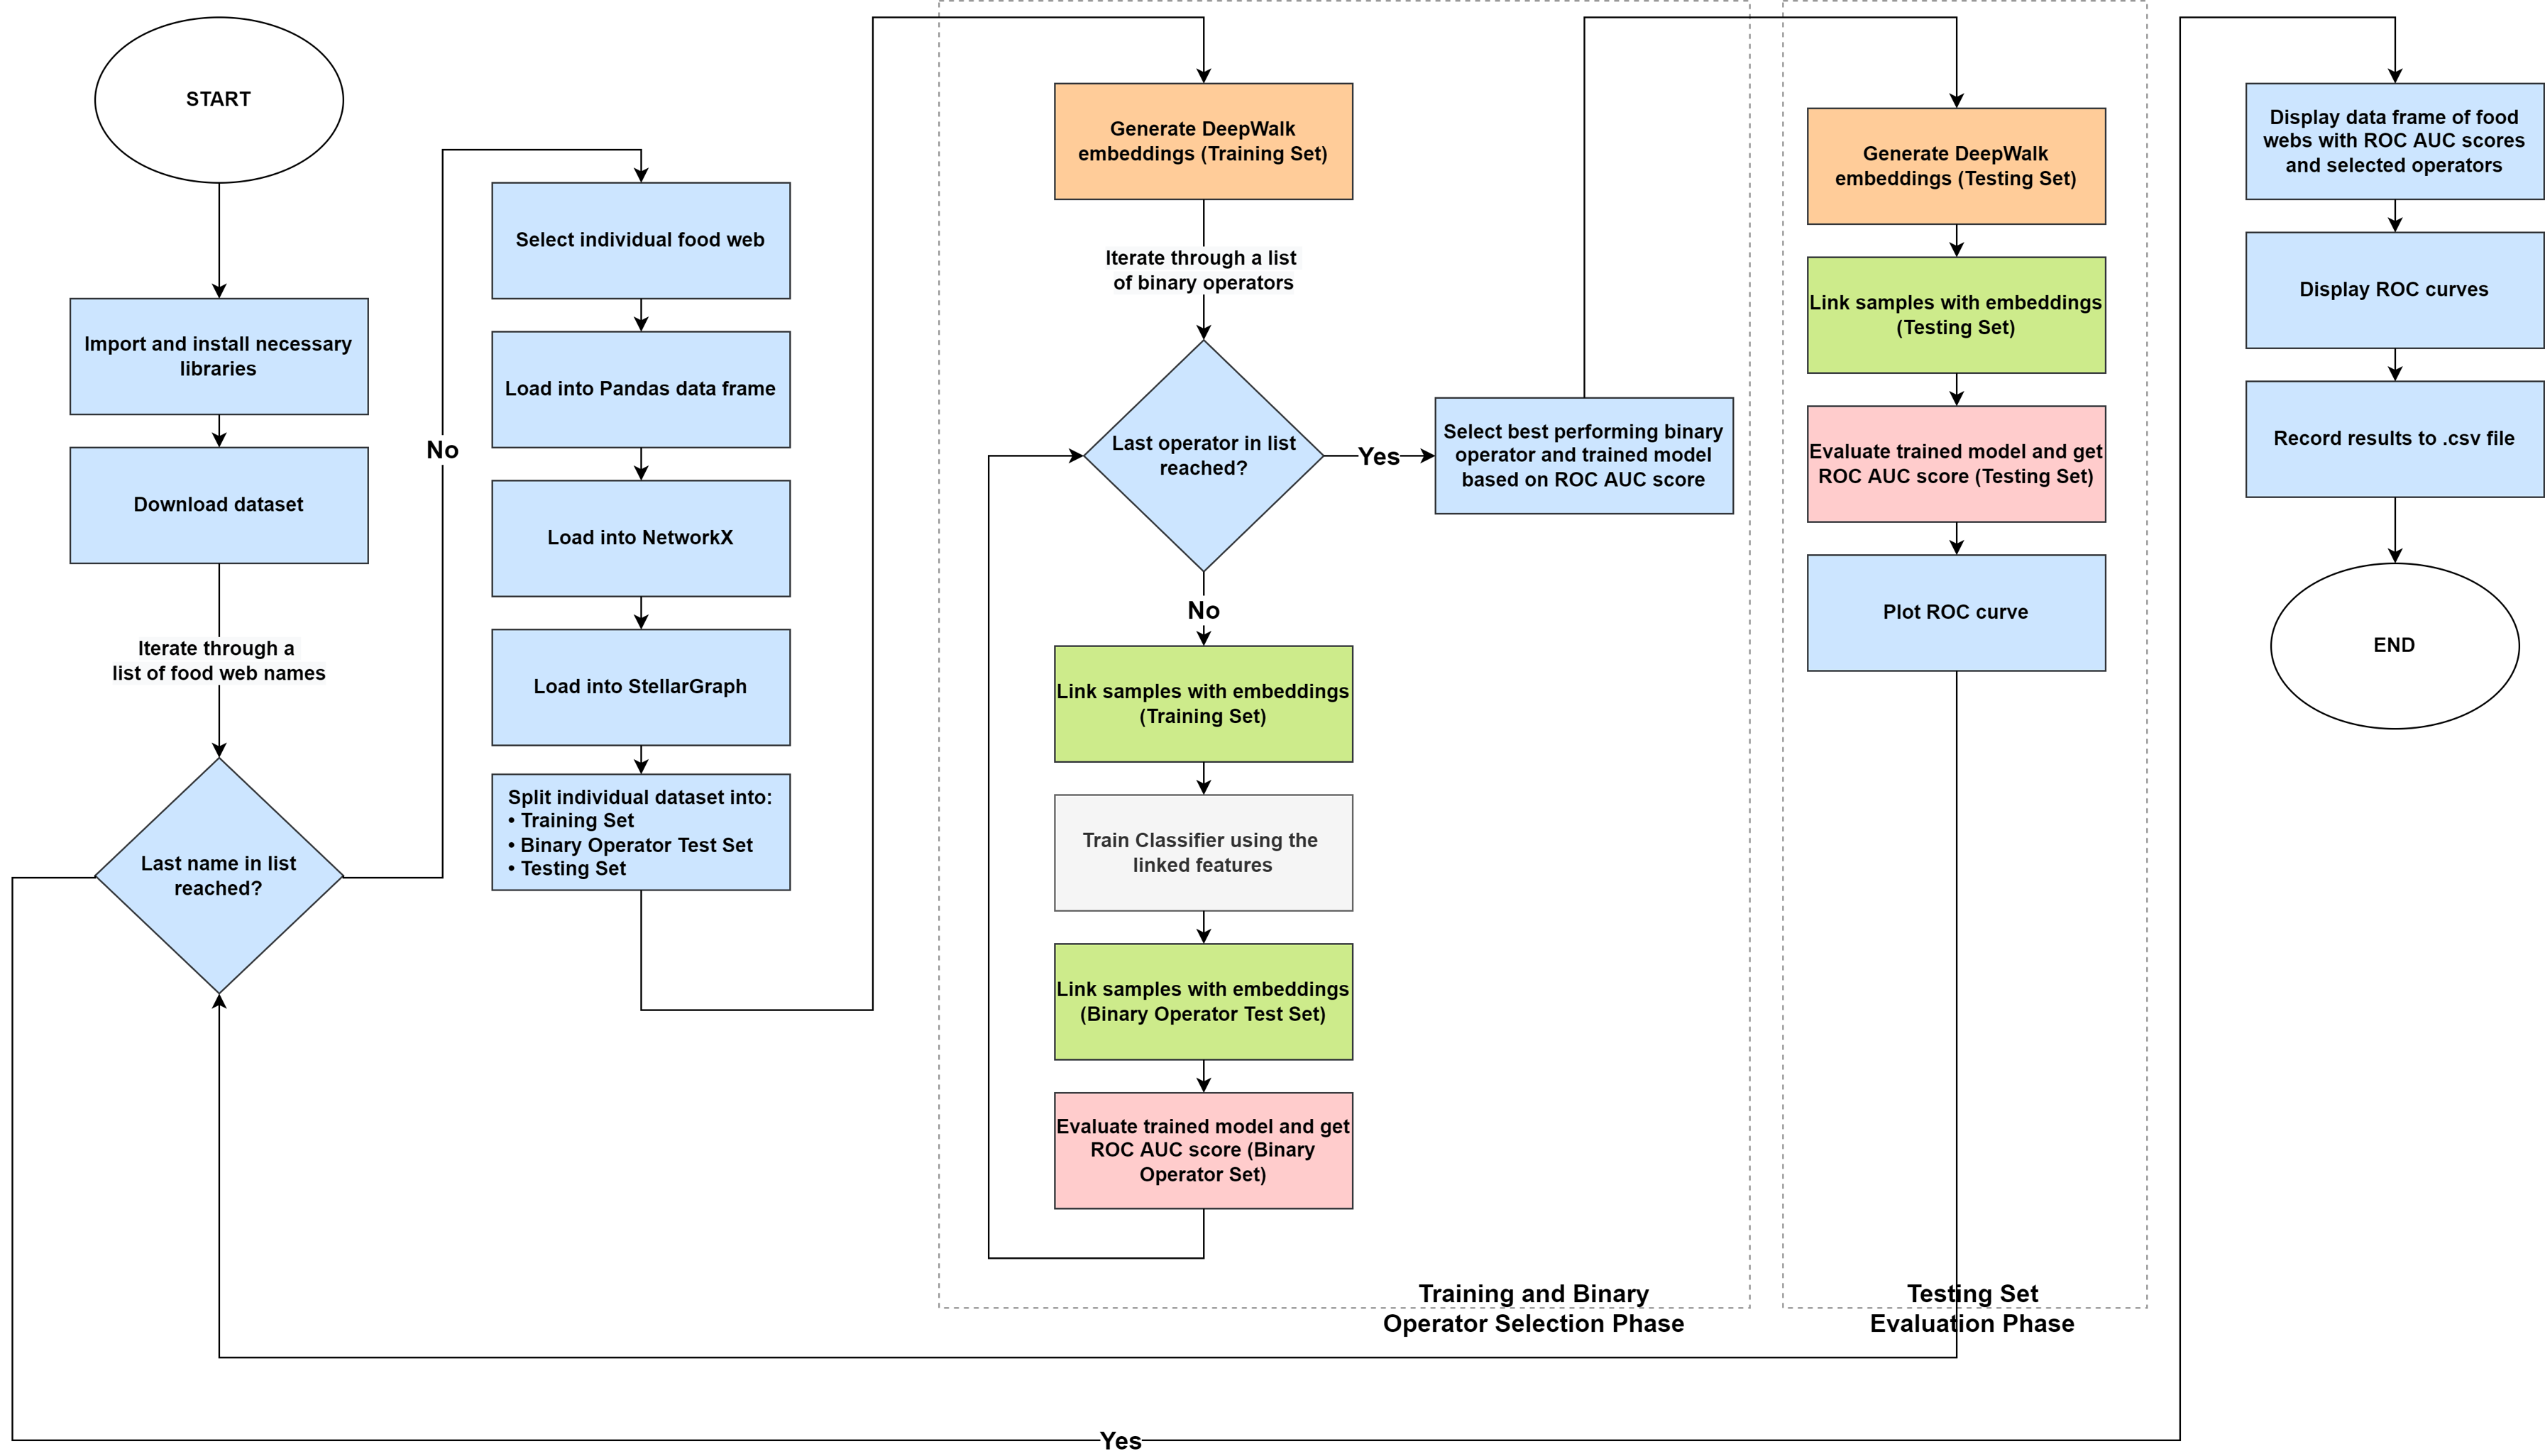 START
Import and install necessary
libraries
Download dataset
Iterate through a
list of food web names
Last name in list
reached?
No
Select individual food web
Load into Pandas data frame
Load into NetworkX
Load into StellarGraph
Split individual dataset into:
• Training Set
• Binary Operator Test Set
• Testing Set
Generate DeepWalk
embeddings (Training Set)
Iterate through a list
of binary operators
Last operator in list
reached?
Yes
Select best performing binary
operator and trained model
based on ROC AUC score
No
Link samples with embeddings
(Training Set)
Train Classifier using the
linked features
Link samples with embeddings
(Binary Operator Test Set)
Evaluate trained model and get
ROC AUC score (Binary
Operator Set)
Training and Binary
Operator Selection Phase
Generate DeepWalk
embeddings (Testing Set)
Link samples with embeddings
(Testing Set)
Evaluate trained model and get
ROC AUC score (Testing Set)
Plot ROC curve
Testing Set
Evaluation Phase
Yes
Display data frame of food
webs with ROC AUC scores
and selected operators
Display ROC curves
Record results to .csv file
END